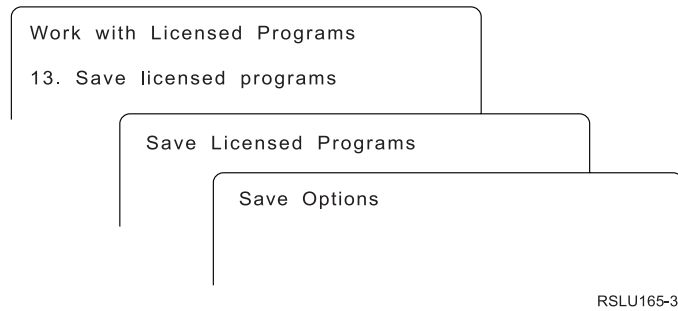 Work with Licensed Programs
13. Save licensed programs
Save Licensed Programs
Save Options
RSLU165-3